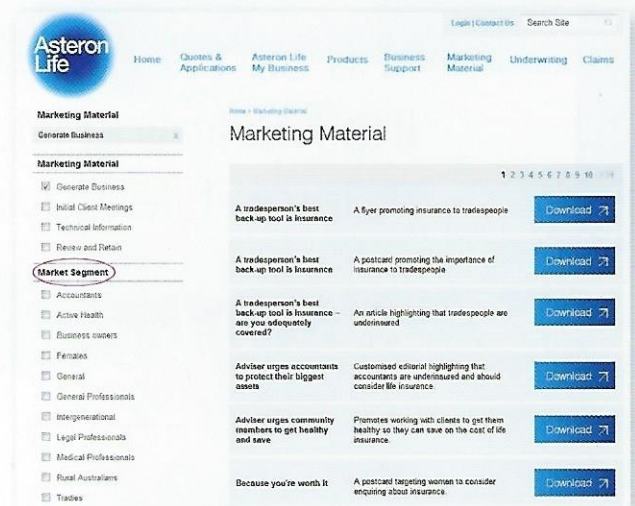 Login | Contact Us Search Site
Asteron
Life
Home
Quotes &
Applications
Asteron Life
My Business
Products
Business
Support
Marketing
Material
Underwriting
Claims
Marketing Material
Generate Business x
Marketing Material
Generate Business
Initial Client Meetings
Technical Information
Review and Retain
Market Segment
Accountants
Active Health
Business owners
Females
General
General Professionals
Intergenerational
Legal Professionals
Medical Professionals
Rural Australians
Tradies
Home > Marketing Material
Marketing Material
1 2 3 4 5 6 7 8 9 10
A tradesperson's best
back-up tool is insurance
A flyer promoting insurance to tradespeople
Download
A tradesperson's best
back-up tool is insurance
A postcard promoting the importance of
insurance to tradespeople
Download
A tradesperson's best
back-up tool is insurance –
are you adequately
covered?
An article highlighting that tradespeople are
underinsured
Download
Adviser urges accountants
to protect their biggest
assets
Customised editorial highlighting that
accountants are underinsured and should
consider life insurance.
Download
Adviser urges community
members to get healthy
and save
Promotes working with clients to get them
healthy so they can save on the cost of life
insurance.
Download
Because you're worth it
A postcard targeting women to consider
enquiring about insurance.
Download